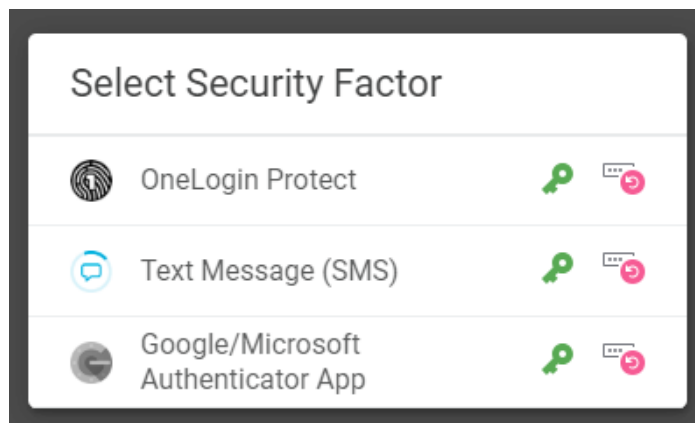 Select Security Factor
OneLogin Protect
Text Message (SMS)
Google/Microsoft
Authenticator App